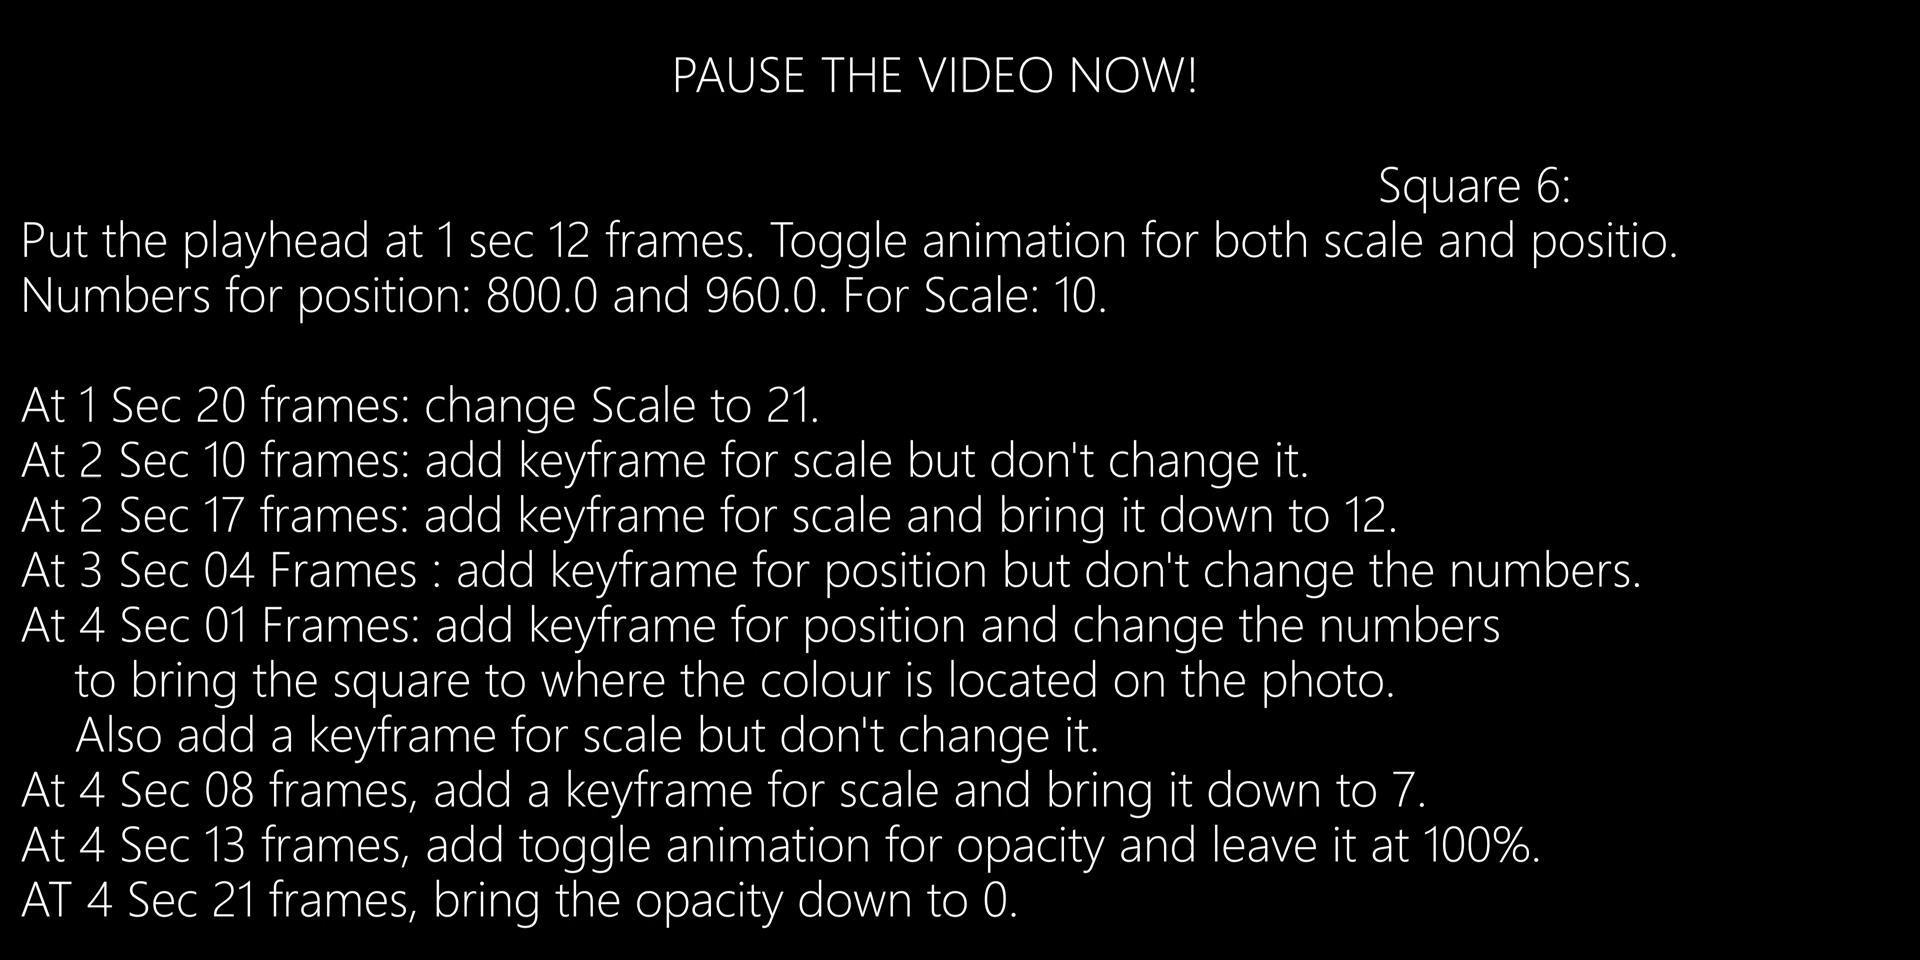 PAUSE THE VIDEO NOW!
Square 6:
Put the playhead at 1 sec 12 frames. Toggle animation for both scale and positio.
Numbers for position: 800.0 and 960.0. For Scale: 10.
At 1 Sec 20 frames: change Scale to 21.
At 2 Sec 10 frames: add keyframe for scale but don't change it.
At 2 Sec 17 frames: add keyframe for scale and bring it down to 12.
At 3 Sec 04 Frames : add keyframe for position but don't change the numbers.
At 4 Sec 01 Frames: add keyframe for position and change the numbers
to bring the square to where the colour is located on the photo.
Also add a keyframe for scale but don't change it.
At 4 Sec 08 frames, add a keyframe for scale and bring it down to 7.
At 4 Sec 13 frames, add toggle animation for opacity and leave it at 100%.
AT 4 Sec 21 frames, bring the opacity down to 0.